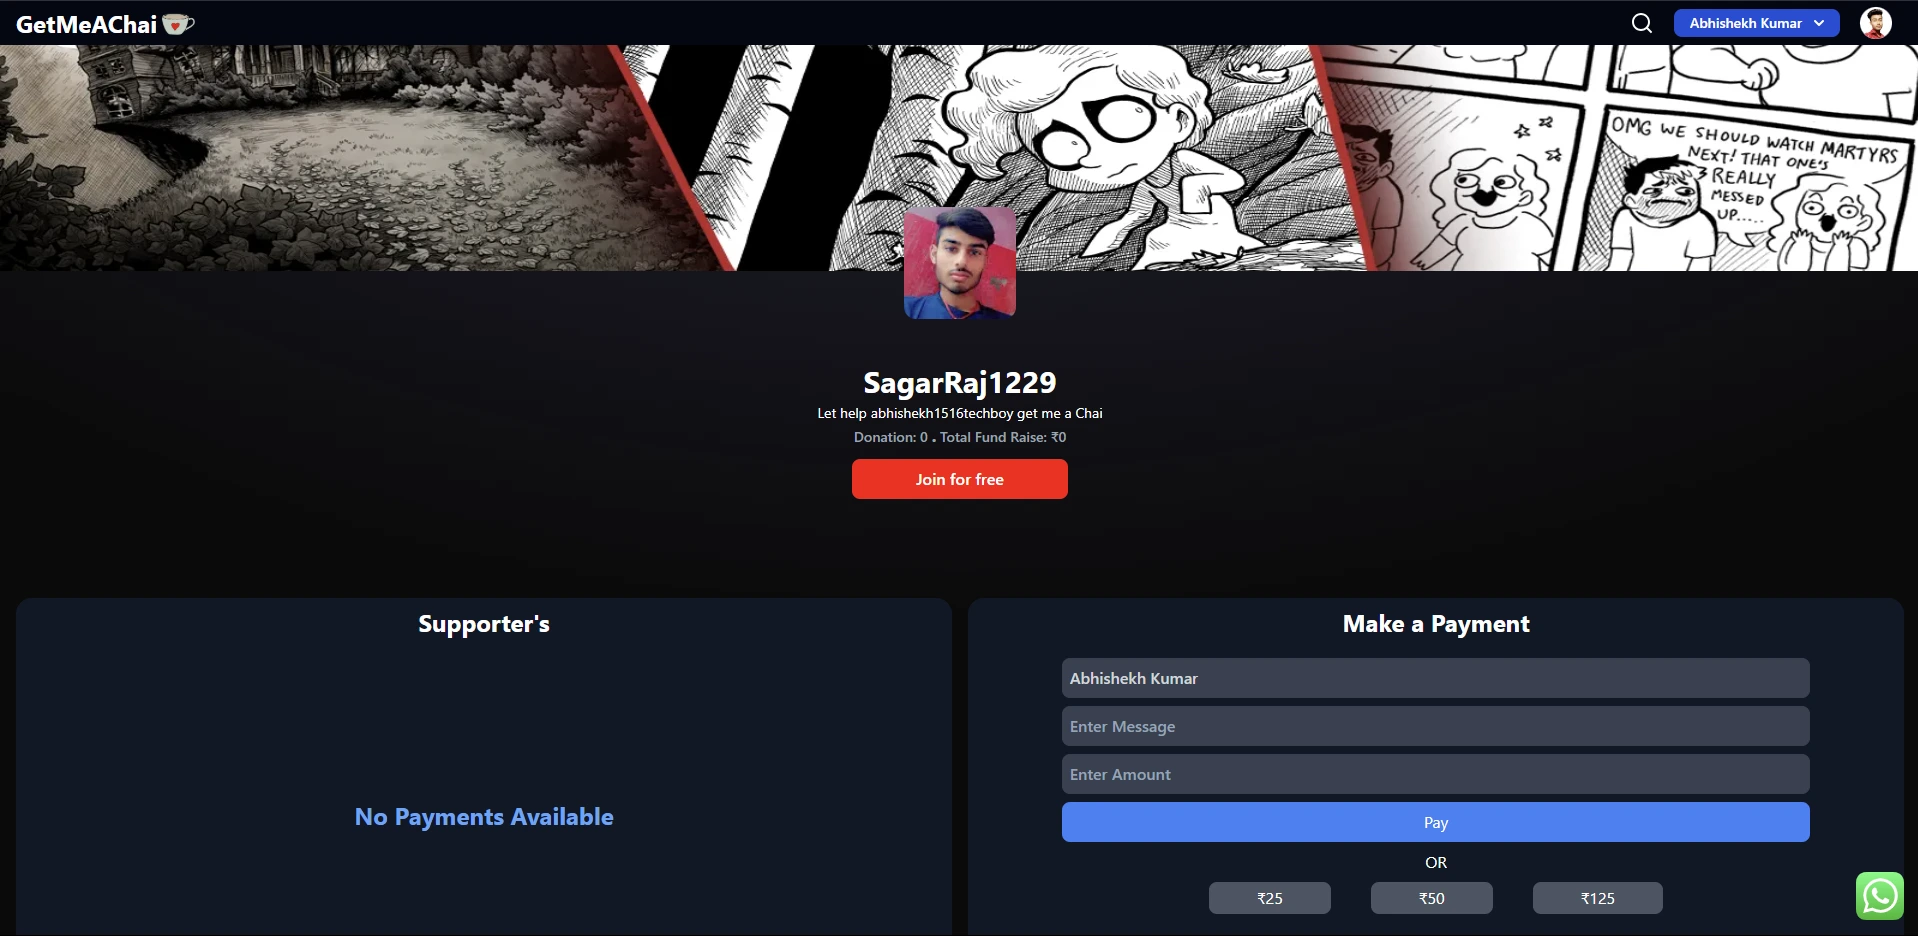 GetMeAChai
Abhishekh Kumar
OMG WE SHOULD WATCH MARTYRS
NEXT! THAT ONE'S
REALLY
MESSED
UP.....
SagarRaj1229
Let help abhishekh1516techboy get me a Chai
Donation: 0 . Total Fund Raise: ₹0
Join for free
Supporter's
No Payments Available
Make a Payment
Abhishekh Kumar
Enter Message
Enter Amount
Pay
OR
₹25
₹50
₹125